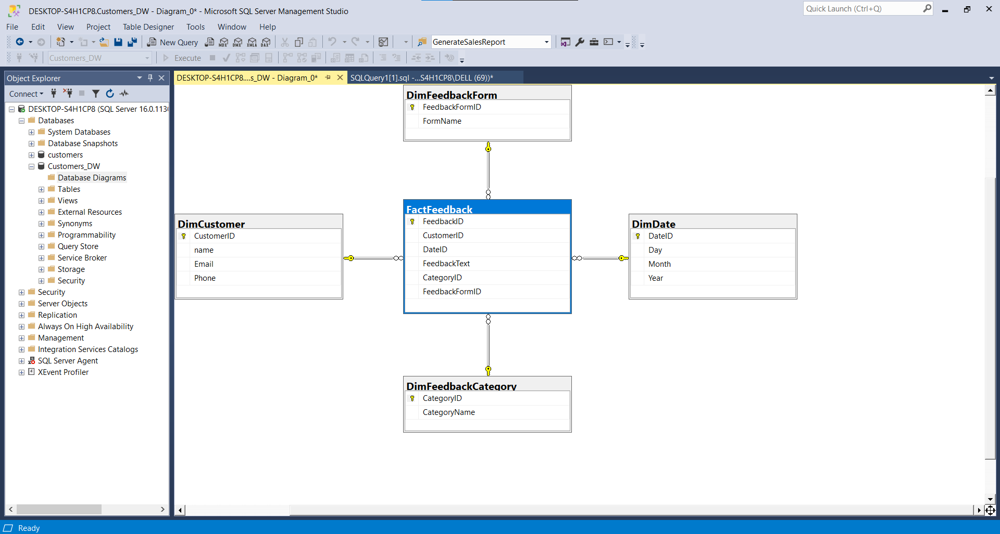 DESKTOP-S4H1CP8.Customers_DW - Diagram_0* - Microsoft SQL Server Management Studio
Quick Launch (Ctrl+Q)
File Edit View Project Table Designer Tools Window Help
New Query MDX DMX XMLA DAX GenerateSalesReport
Customers_DW Execute
Object Explorer
DESKTOP-S4H1CP8....s_DW - Diagram_0* SQLQuery1[1].sql -...S4H1CP8\DELL (69))*
Connect
DESKTOP-S4H1CP8 (SQL Server 16.0.113
Databases
System Databases
Database Snapshots
customers
Customers_DW
Database Diagrams
Tables
Views
External Resources
Synonyms
Programmability
Query Store
Service Broker
Storage
Security
Security
Server Objects
Replication
Always On High Availability
Management
Integration Services Catalogs
SQL Server Agent
XEvent Profiler
DimFeedbackForm
FeedbackFormID
FormName
DimCustomer
CustomerID
name
Email
Phone
FactFeedback
FeedbackID
CustomerID
DateID
FeedbackText
CategoryID
FeedbackFormID
DimDate
DateID
Day
Month
Year
DimFeedbackCategory
CategoryID
CategoryName
Ready